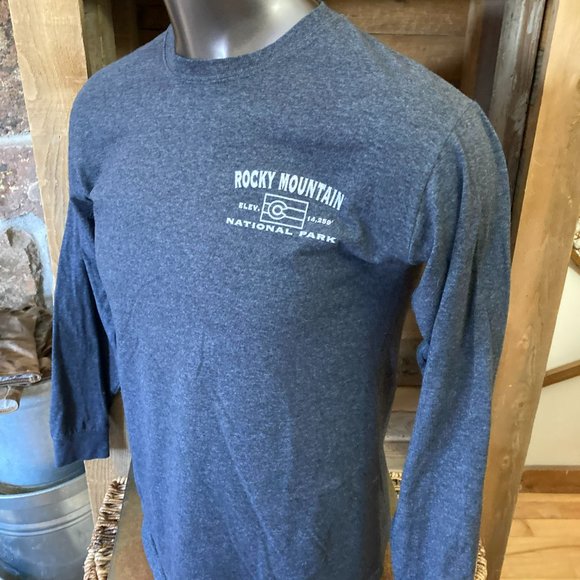 ROCKY MOUNTAIN
ELEV. 14,259'
NATIONAL PARK